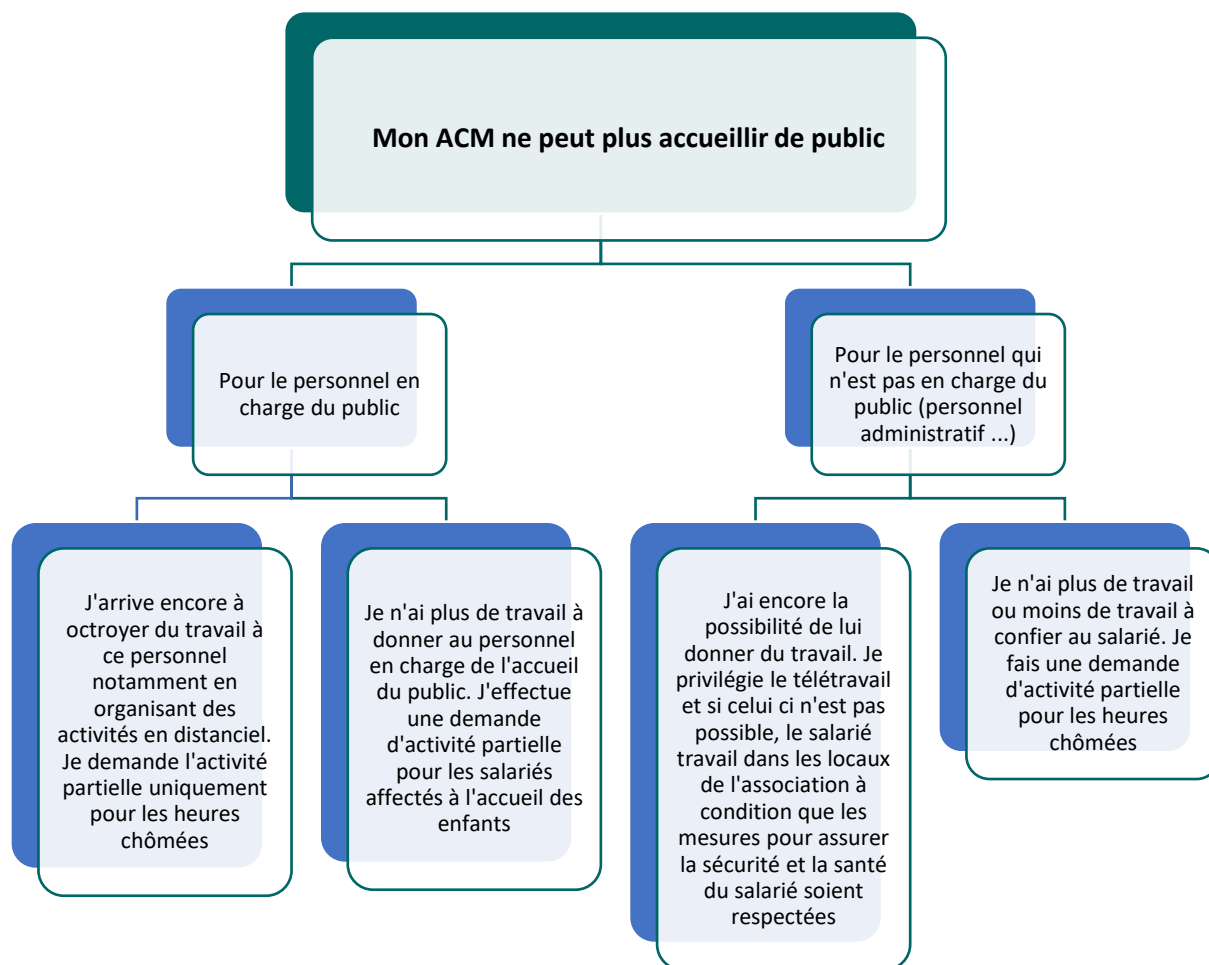 Mon ACM ne peut plus accueillir de public
Pour le personnel en
charge du public
Pour le personnel qui
n'est pas en charge du
public (personnel
administratif ...)
J'arrive encore à
octroyer du travail à
ce personnel
notamment en
organisant des
activités en distanciel.
Je demande l'activité
partielle uniquement
pour les heures
chômées
Je n'ai plus de travail à
donner au personnel
en charge de l'accueil
du public. J'effectue
une demande
d'activité partielle
pour les salariés
affectés à l'accueil des
enfants
J'ai encore la
possibilité de lui
donner du travail. Je
privilégie le télétravail
et si celui ci n'est pas
possible, le salarié
travail dans les locaux
de l'association à
condition que les
mesures pour assurer
la sécurité et la santé
du salarié soient
respectées
Je n'ai plus de travail
ou moins de travail à
confier au salarié. Je
fais une demande
d'activité partielle
pour les heures
chômées